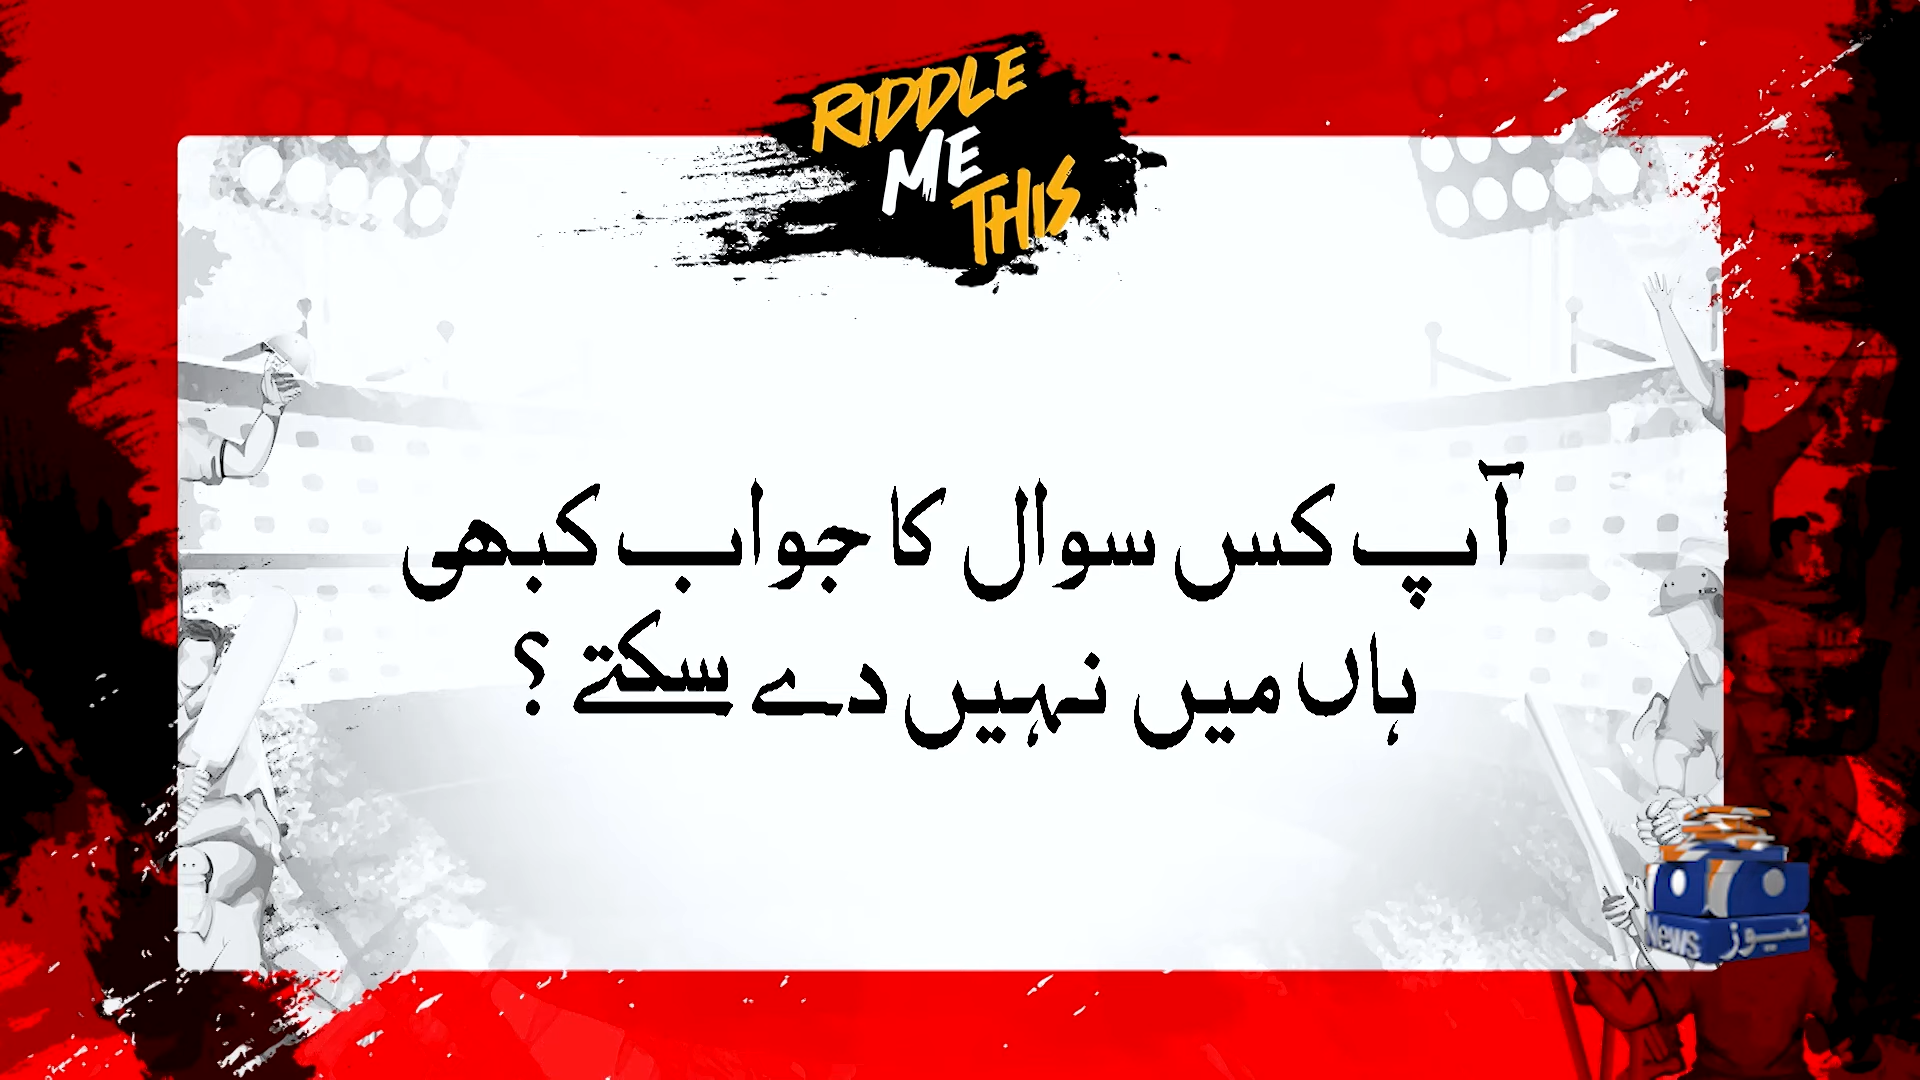 RIDDLE
ME
THIS
آپ کس سوال کا جواب کبھی
ہاں میں نہیں دے سکتے ؟
News نیوز